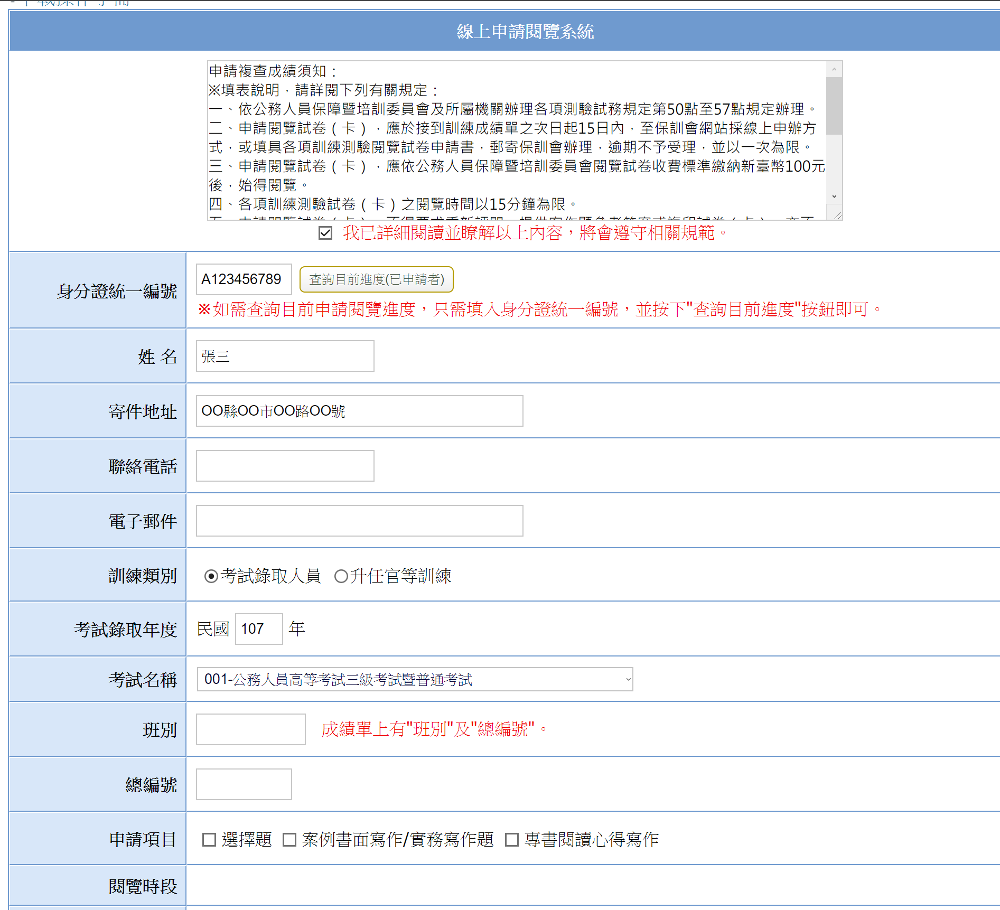 線上申請閱覽系統
申請複查成績須知：
※填表說明，請詳閱下列有關規定：
一、依公務人員保障暨培訓委員會及所屬機關辦理各項測驗試務規定第50點至57點規定辦理。
二、申請閱覽試卷（卡），應於接到訓練成績單之次日起15日內，至保訓會網站採線上申辦方
式，或填具各項訓練測驗閱覽試卷申請書，郵寄保訓會辦理，逾期不予受理，並以一次為限。
三、申請閱覽試卷（卡），應依公務人員保障暨培訓委員會閱覽試卷收費標準繳納新臺幣100元
後，始得閱覽。
四、各項訓練測驗試卷（卡）之閱覽時間以15分鐘為限。
我已詳細閱讀並瞭解以上內容，將會遵守相關規範。
身分證統一編號 A123456789 查詢目前進度(已申請者)
※如需查詢目前申請閱覽進度，只需填入身分證統一編號，並按下"查詢目前進度"按鈕即可。
姓 名 張三
寄件地址 OO縣OO市OO路OO號
聯絡電話
電子郵件
訓練類別 考試錄取人員 升任官等訓練
考試錄取年度 民國 107 年
考試名稱 001-公務人員高等考試三級考試暨普通考試
班別 成績單上有"班別"及"總編號"。
總編號
申請項目 選擇題 案例書面寫作/實務寫作題 專書閱讀心得寫作
閱覽時段